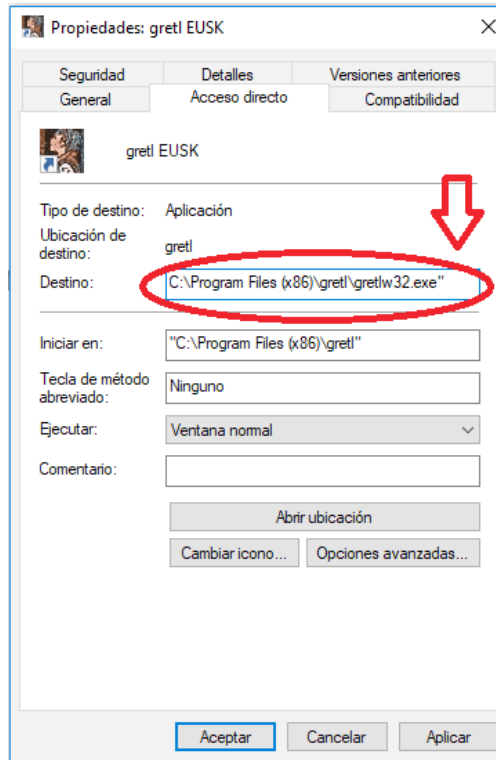 Propiedades: gretl EUSK
Seguridad Detalles Versiones anteriores
General Acceso directo Compatibilidad
gretl EUSK
Tipo de destino: Aplicación
Ubicación de destino: gretl
Destino: C:\Program Files (x86)\gretl\gretlw32.exe"
Iniciar en: "C:\Program Files (x86)\gretl"
Tecla de método abreviado: Ninguno
Ejecutar: Ventana normal
Comentario:
Abrir ubicación
Cambiar icono... Opciones avanzadas...
Aceptar Cancelar Aplicar